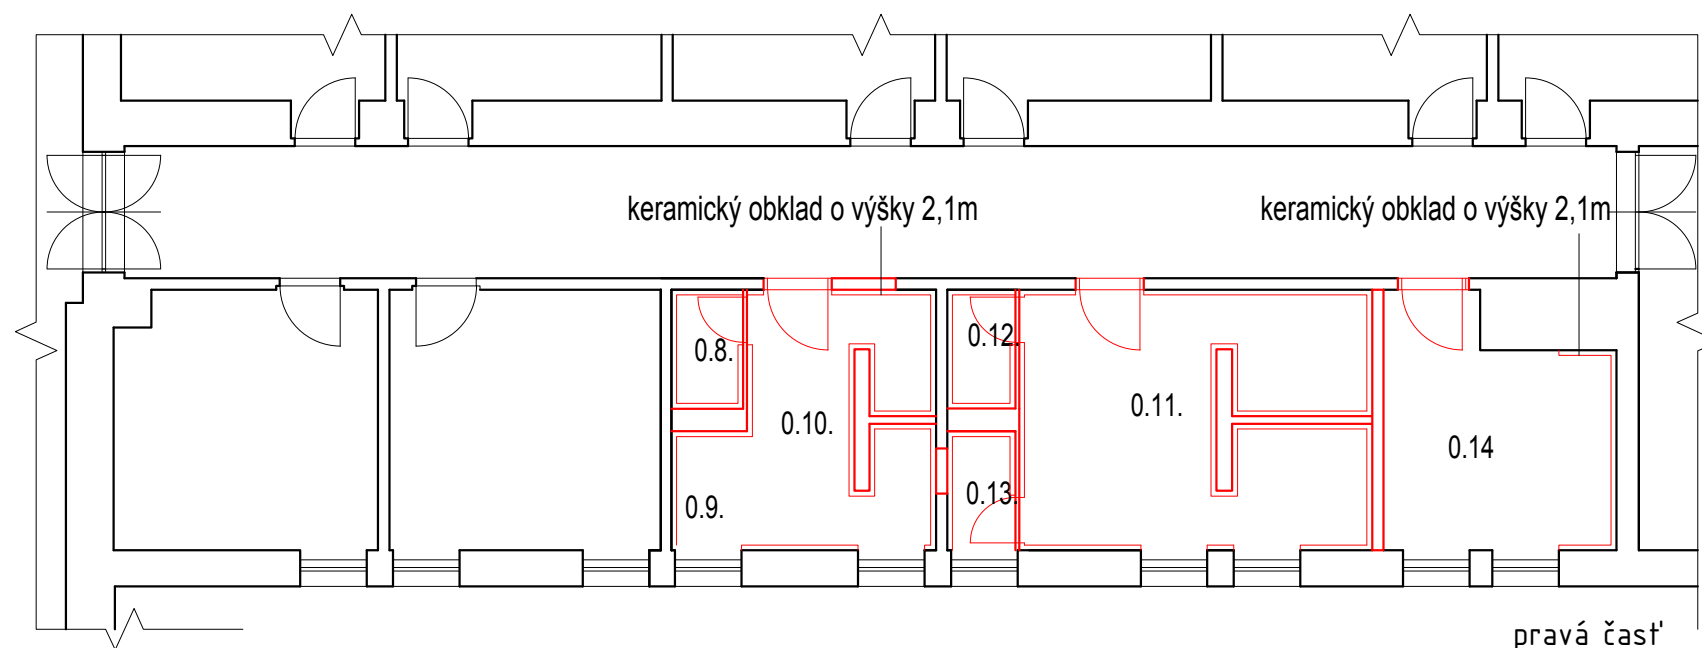 keramický obklad o výšky 2,1m
keramický obklad o výšky 2,1m
0.8.
0.12.
0.10.
0.11.
0.14
0.9.
0.13.
pravá časť